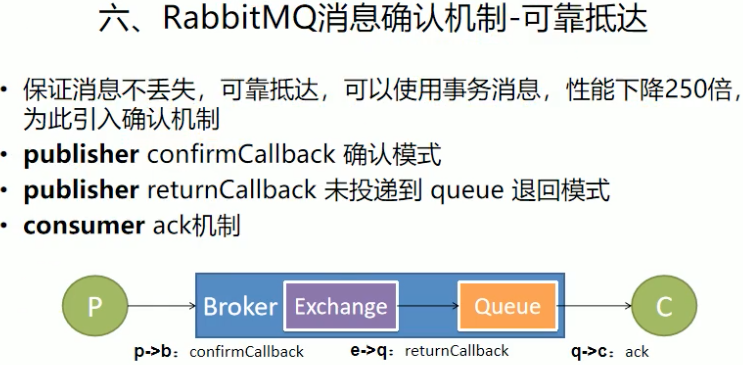 六、RabbitMQ消息确认机制-可靠抵达
• 保证消息不丢失，可靠抵达，可以使用事务消息，性能下降250倍，
为此引入确认机制
• publisher confirmCallback 确认模式
• publisher returnCallback 未投递到 queue 退回模式
• consumer ack机制
P
Broker
Exchange
Queue
C
p->b：confirmCallback
e->q：returnCallback
q->c：ack